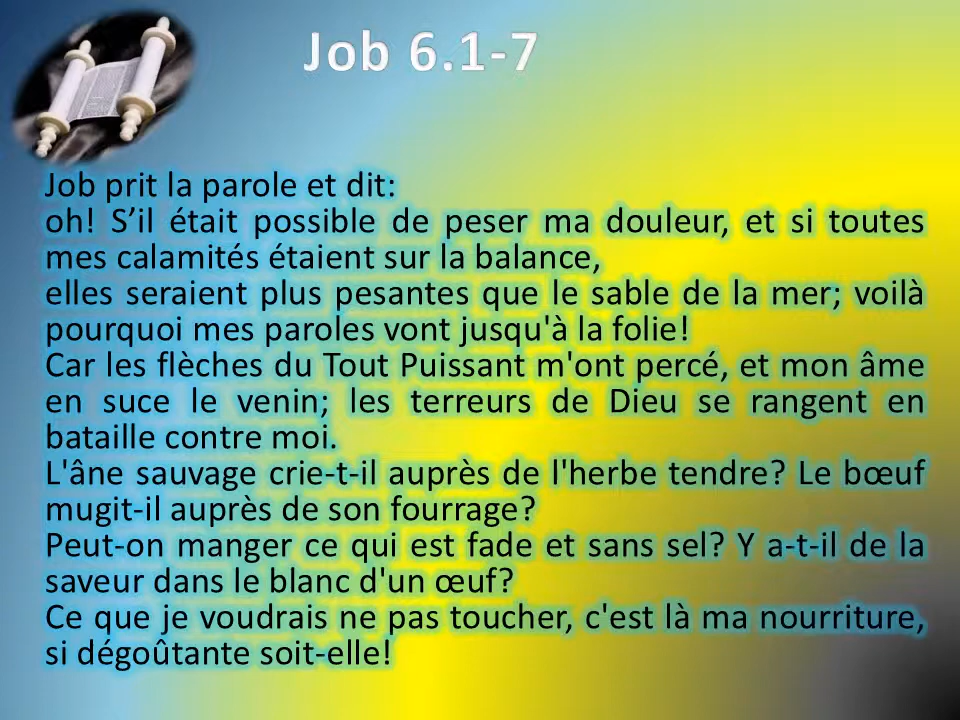 Job 6.1-7
Job prit la parole et dit:
oh! S’il était possible de peser ma douleur, et si toutes
mes calamités étaient sur la balance,
elles seraient plus pesantes que le sable de la mer; voilà
pourquoi mes paroles vont jusqu'à la folie!
Car les flèches du Tout Puissant m'ont percé, et mon âme
en suce le venin; les terreurs de Dieu se rangent en
bataille contre moi.
L'âne sauvage crie-t-il auprès de l'herbe tendre? Le bœuf
mugit-il auprès de son fourrage?
Peut-on manger ce qui est fade et sans sel? Y a-t-il de la
saveur dans le blanc d'un œuf?
Ce que je voudrais ne pas toucher, c'est là ma nourriture,
si dégoûtante soit-elle!